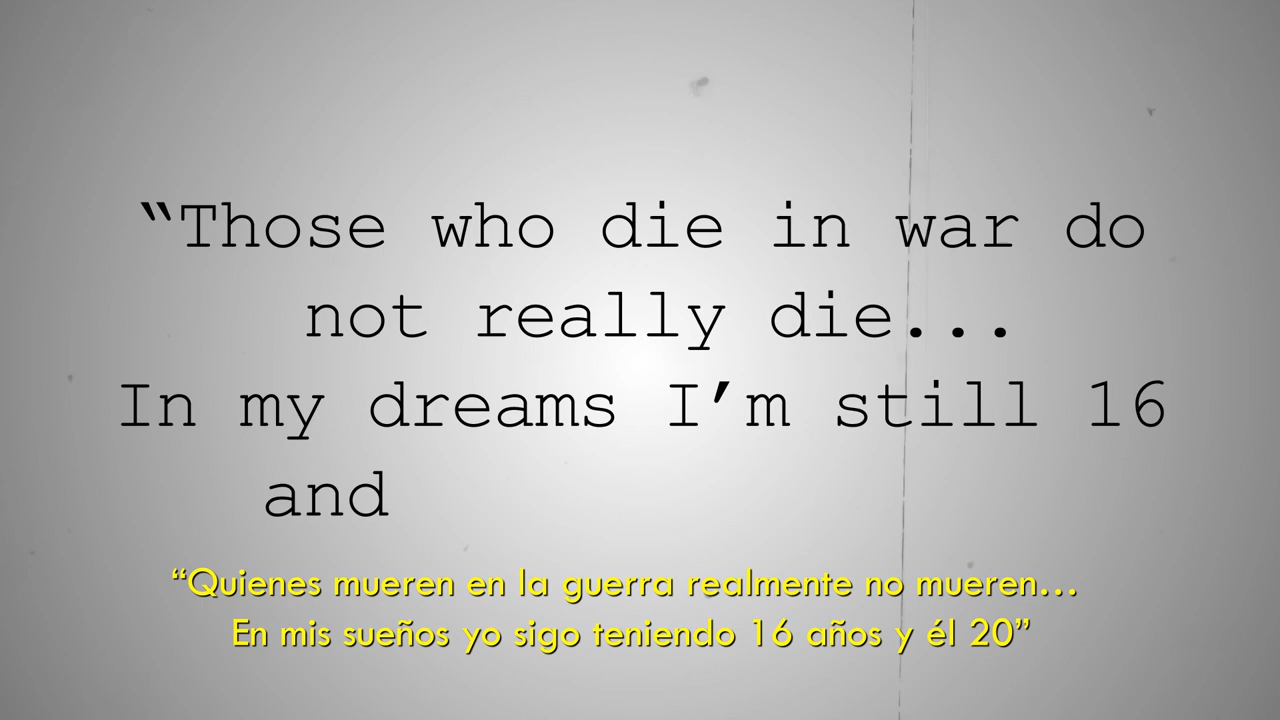 “Those who die in war do
not really die...
In my dreams I’m still 16
and
“Quienes mueren en la guerra realmente no mueren...
En mis sueños yo sigo teniendo 16 años y él 20”